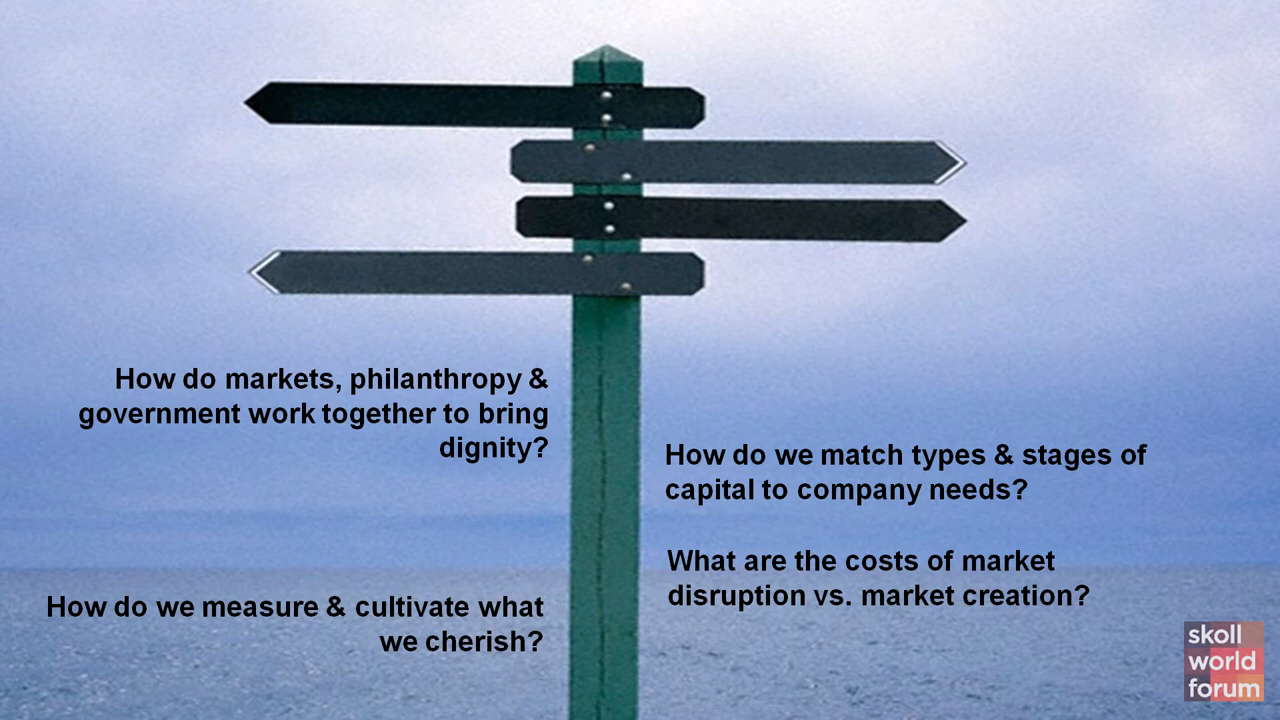 How do markets, philanthropy &
government work together to bring
dignity?
How do we match types & stages of
capital to company needs?
What are the costs of market
disruption vs. market creation?
How do we measure & cultivate what
we cherish?
skoll
world
forum